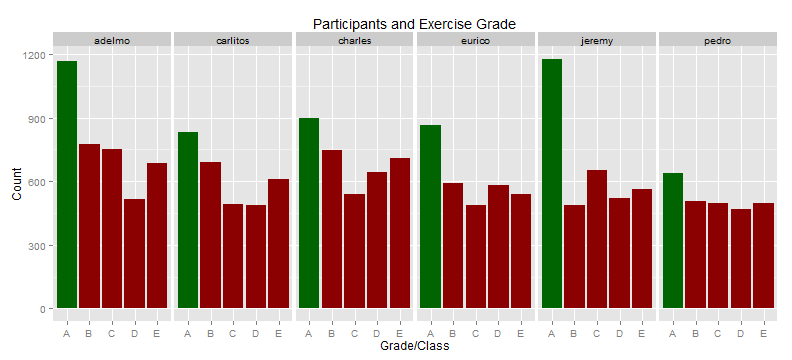 Participants and Exercise Grade
adelmo carlitos charles eurico jeremy pedro
1200
900
600
300
0
Count
A B C D E A B C D E A B C D E A B C D E A B C D E A B C D E
Grade/Class